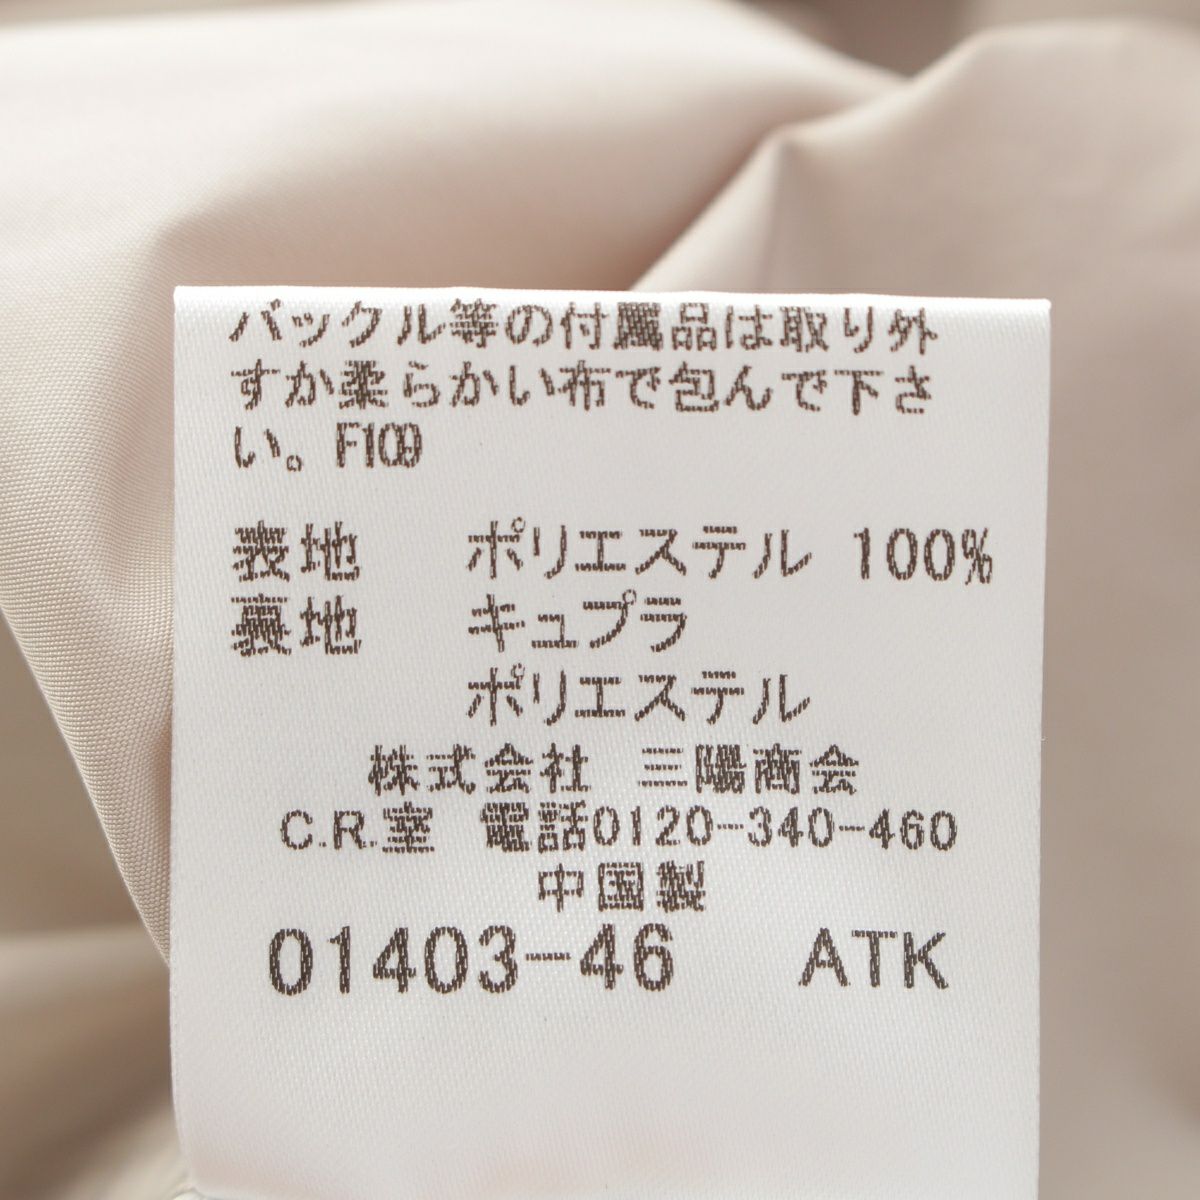 バックル等の付属品は取り外
すか柔らかい布で包んで下さ
い。F109
表地 ポリエステル 100%
裏地 キュプラ
ポリエステル
株式会社 三陽商会
C.R.室 電話0120-340-460
中国製
01403-46 ATK